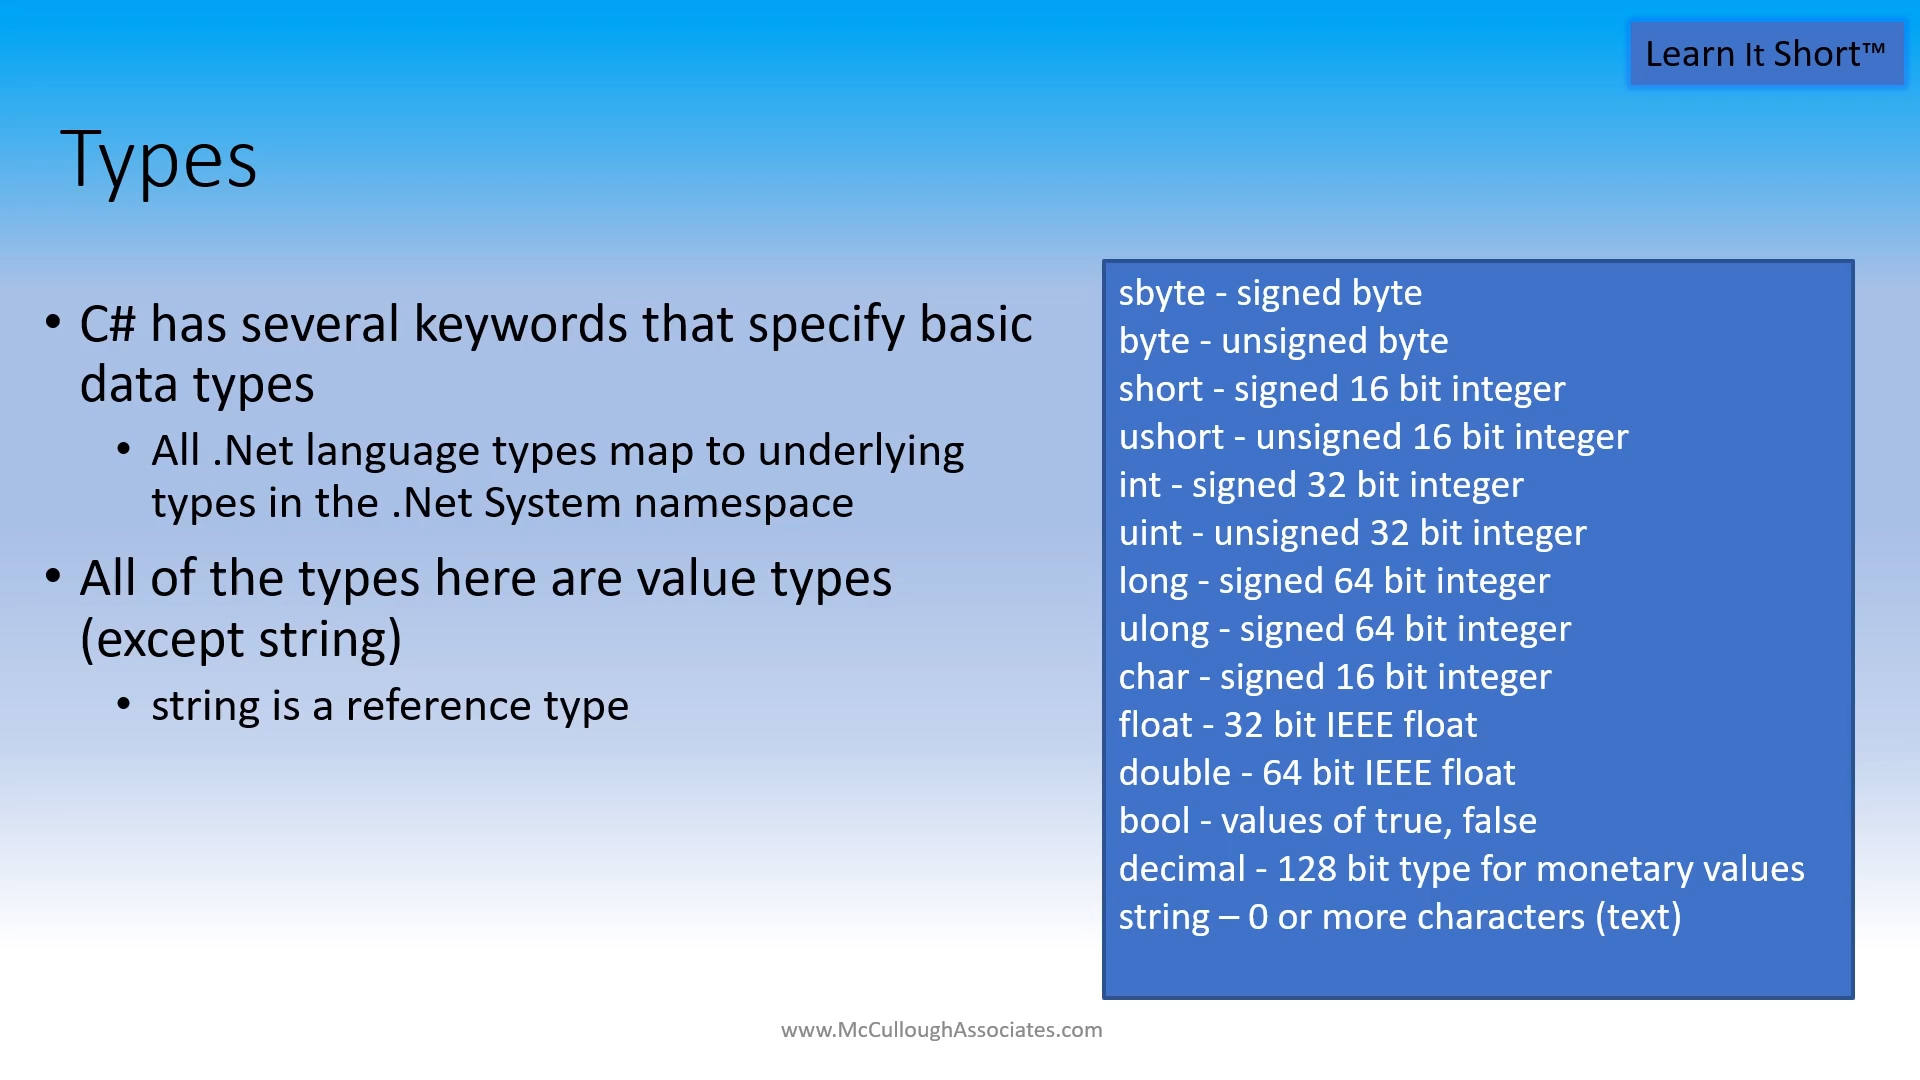 Learn It Short™
Types
• C# has several keywords that specify basic
data types
• All .Net language types map to underlying
types in the .Net System namespace
• All of the types here are value types
(except string)
• string is a reference type
sbyte - signed byte
byte - unsigned byte
short - signed 16 bit integer
ushort - unsigned 16 bit integer
int - signed 32 bit integer
uint - unsigned 32 bit integer
long - signed 64 bit integer
ulong - signed 64 bit integer
char - signed 16 bit integer
float - 32 bit IEEE float
double - 64 bit IEEE float
bool - values of true, false
decimal - 128 bit type for monetary values
string – 0 or more characters (text)
www.McCulloughAssociates.com